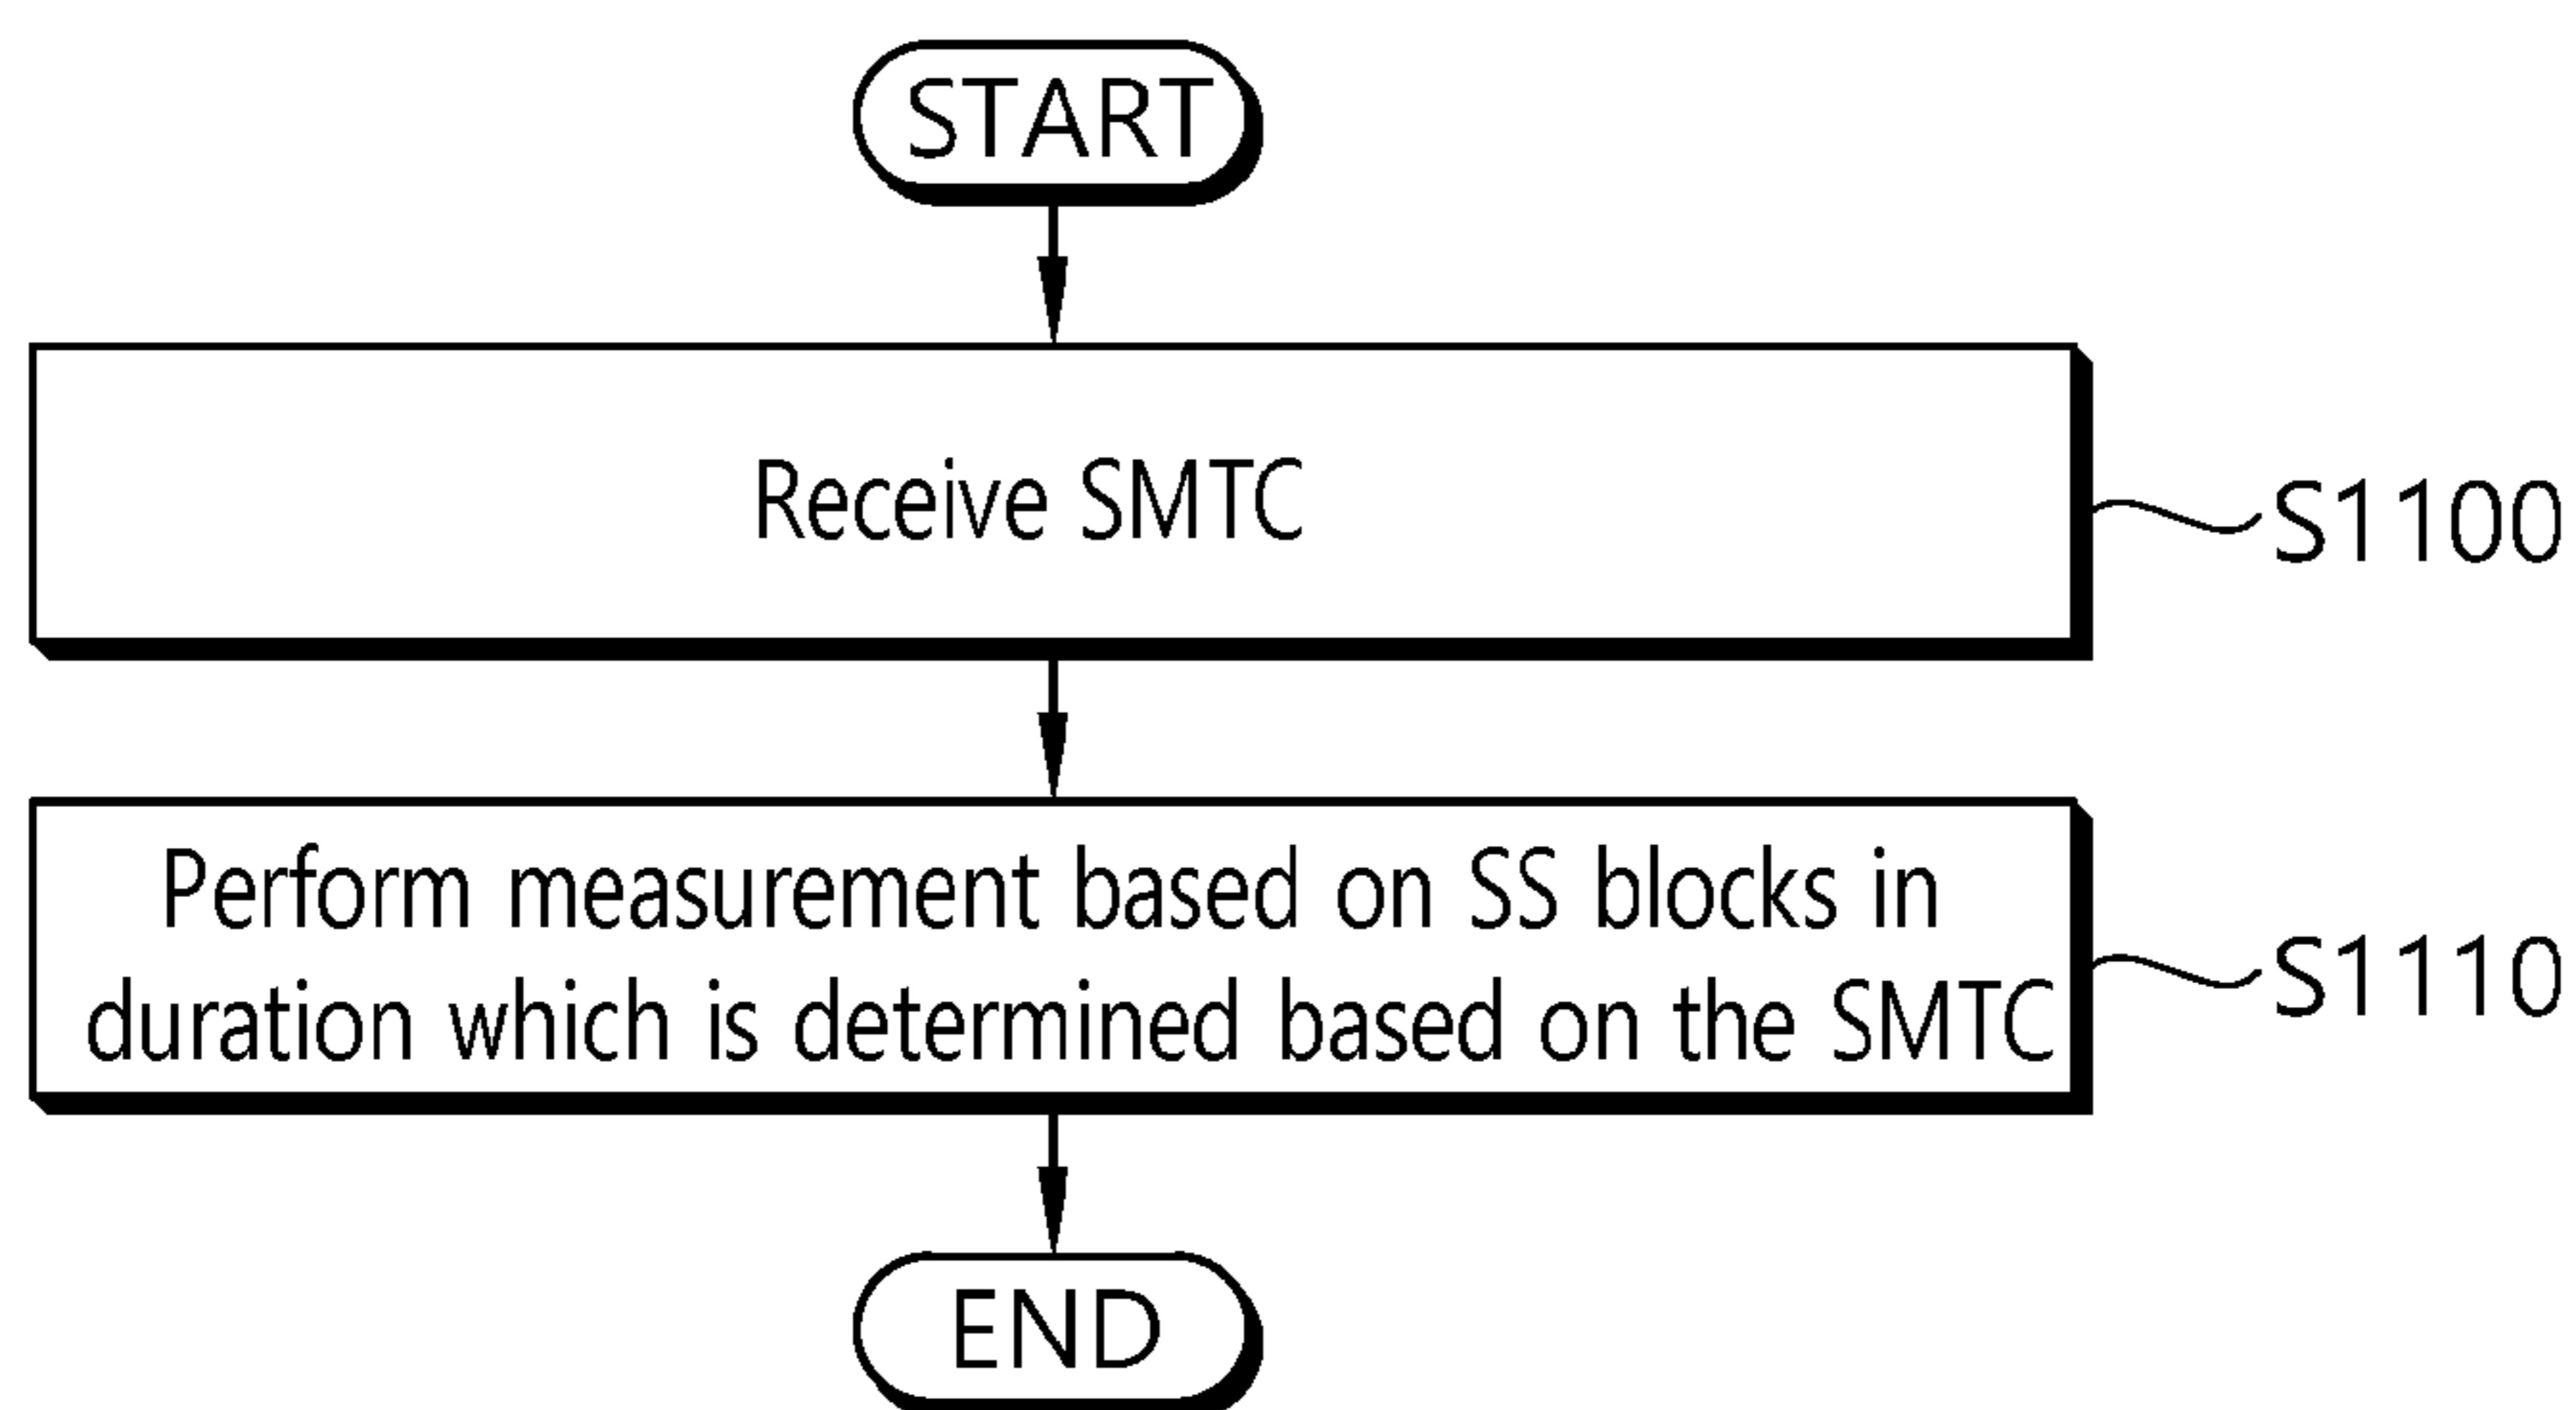 START
Receive SMTC
S1100
Perform measurement based on SS blocks in
duration which is determined based on the SMTC
S1110
END